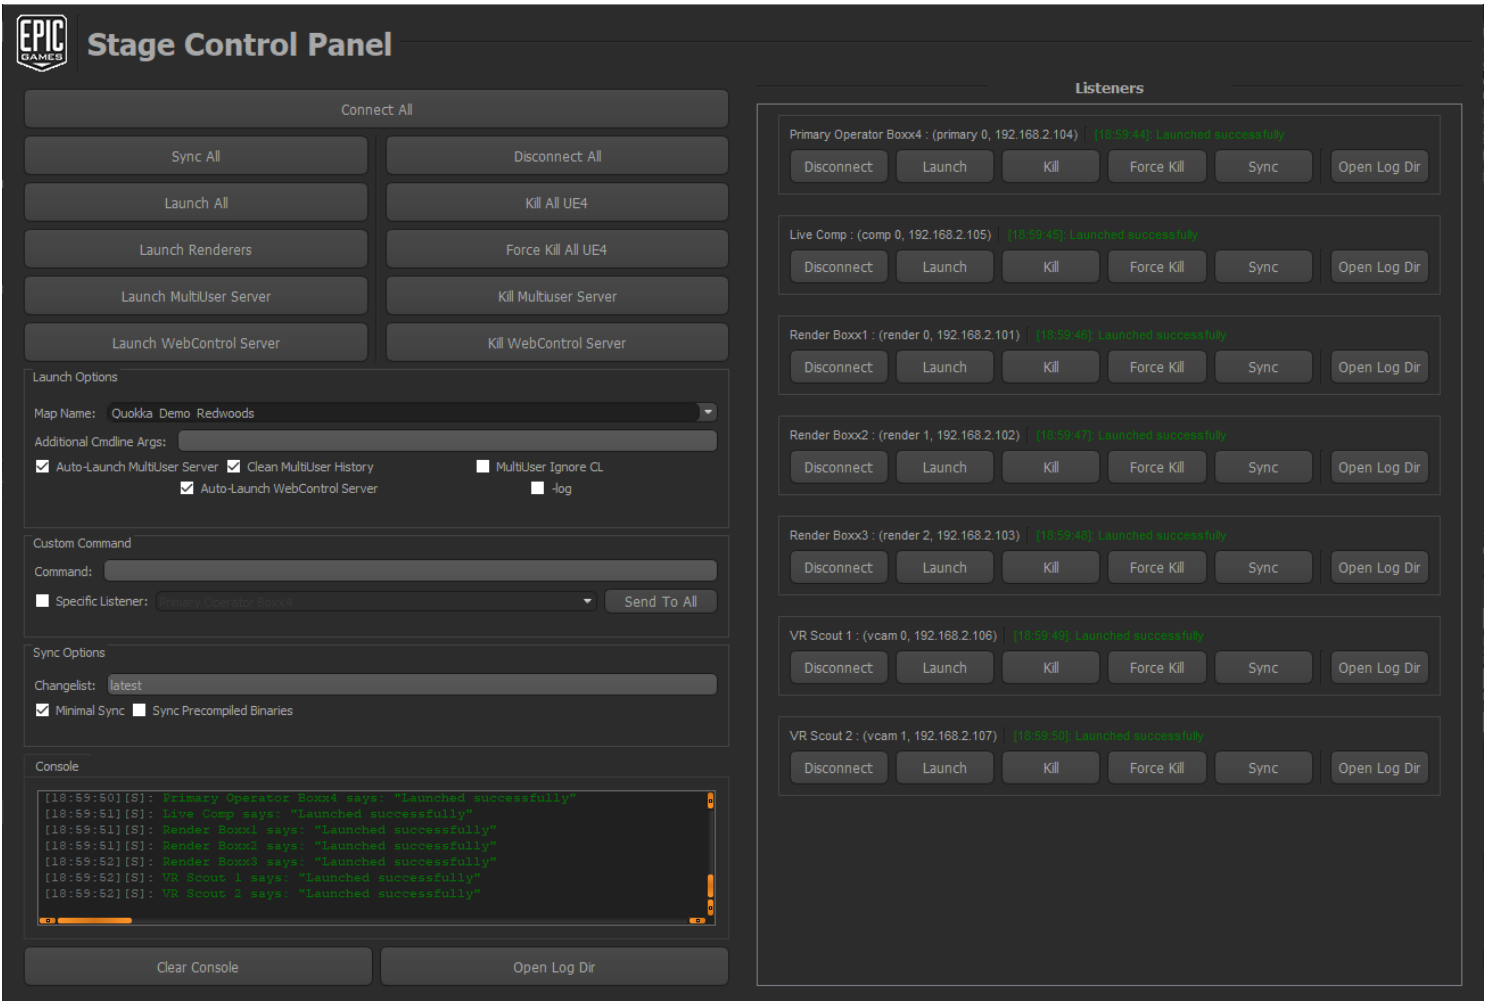 EPIC
GAMES
Stage Control Panel
Connect All
Sync All
Disconnect All
Launch All
Kill All UE4
Launch Renderers
Force Kill All UE4
Launch MultiUser Server
Kill Multiuser Server
Launch WebControl Server
Kill WebControl Server
Launch Options
Map Name: Quokka_Demo_Redwoods
Additional Cmdline Args:
Auto-Launch MultiUser Server Clean MultiUser History MultiUser Ignore CL
Auto-Launch WebControl Server -log
Custom Command
Command:
Specific Listener: Primary Operator Boxx4 Send To All
Sync Options
Changelist: latest
Minimal Sync Sync Precompiled Binaries
Console
[18:59:50][S]: Primary Operator Boxx4 says: "Launched successfully"
[18:59:51][S]: Live Comp says: "Launched successfully"
[18:59:51][S]: Render Boxx1 says: "Launched successfully"
[18:59:51][S]: Render Boxx2 says: "Launched successfully"
[18:59:52][S]: Render Boxx3 says: "Launched successfully"
[18:59:52][S]: VR Scout 1 says: "Launched successfully"
[18:59:52][S]: VR Scout 2 says: "Launched successfully"
Clear Console
Open Log Dir
Listeners
Primary Operator Boxx4 : (primary 0, 192.168.2.104) [18:59:44]: Launched successfully
Disconnect Launch Kill Force Kill Sync Open Log Dir
Live Comp : (comp 0, 192.168.2.105) [18:59:45]: Launched successfully
Disconnect Launch Kill Force Kill Sync Open Log Dir
Render Boxx1 : (render 0, 192.168.2.101) [18:59:46]: Launched successfully
Disconnect Launch Kill Force Kill Sync Open Log Dir
Render Boxx2 : (render 1, 192.168.2.102) [18:59:47]: Launched successfully
Disconnect Launch Kill Force Kill Sync Open Log Dir
Render Boxx3 : (render 2, 192.168.2.103) [18:59:48]: Launched successfully
Disconnect Launch Kill Force Kill Sync Open Log Dir
VR Scout 1 : (vcam 0, 192.168.2.106) [18:59:49]: Launched successfully
Disconnect Launch Kill Force Kill Sync Open Log Dir
VR Scout 2 : (vcam 1, 192.168.2.107) [18:59:50]: Launched successfully
Disconnect Launch Kill Force Kill Sync Open Log Dir